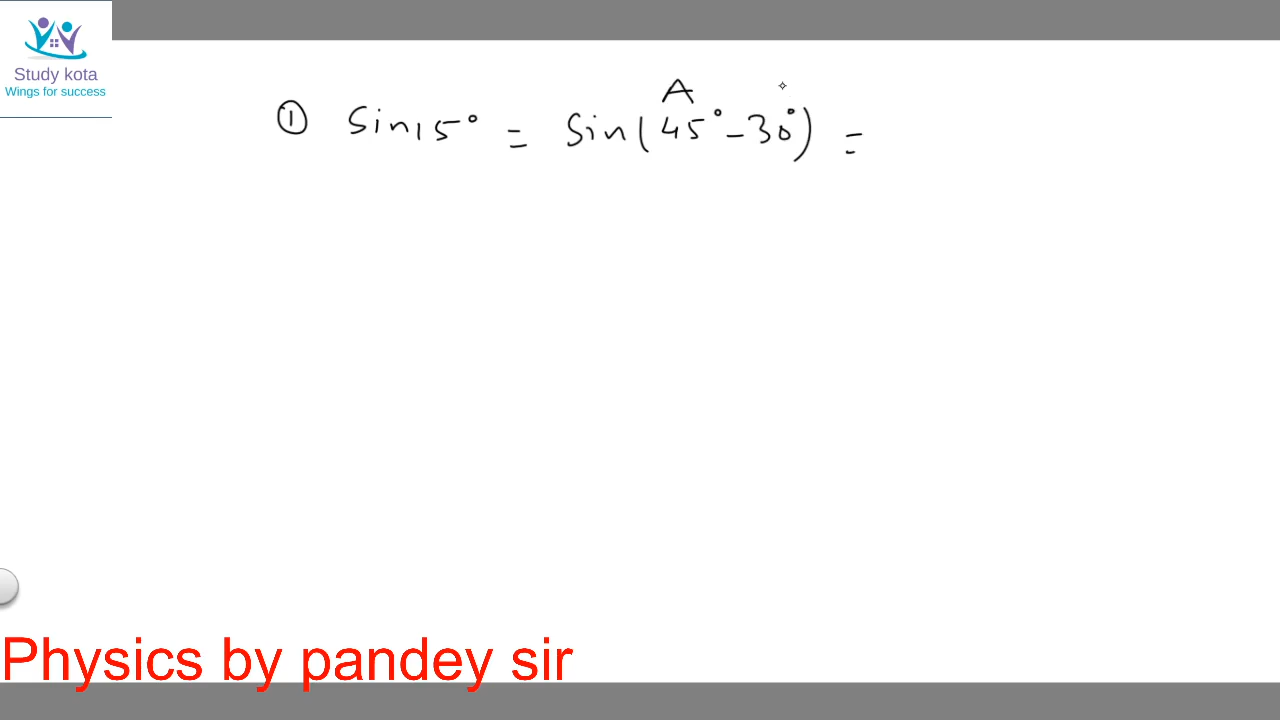 Study kota
Wings for success
A
① Sin15° = Sin(45°-30°) =
Physics by pandey sir